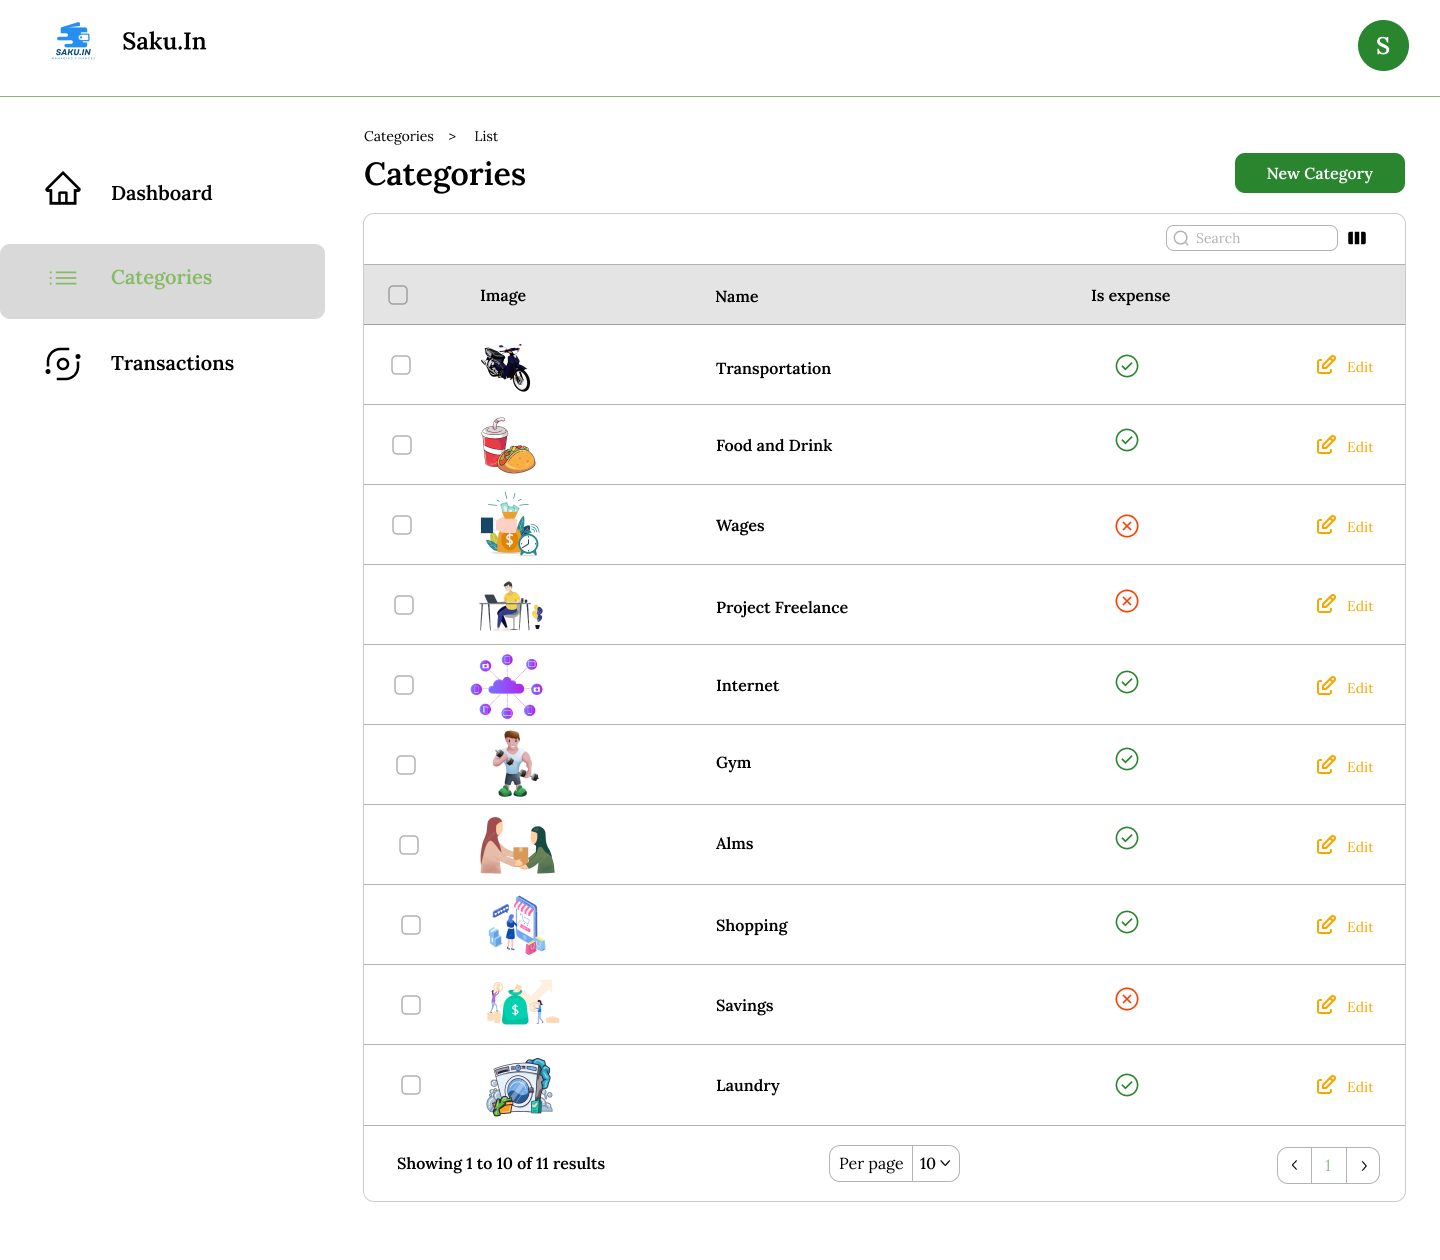 SAKU.IN
Saku.In
S
Categories > List
Categories
New Category
Dashboard
Categories
Transactions
Search
Image Name Is expense
Transportation Edit
Food and Drink Edit
Wages Edit
Project Freelance Edit
Internet Edit
Gym Edit
Alms Edit
Shopping Edit
Savings Edit
Laundry Edit
Showing 1 to 10 of 11 results
Per page 10
1